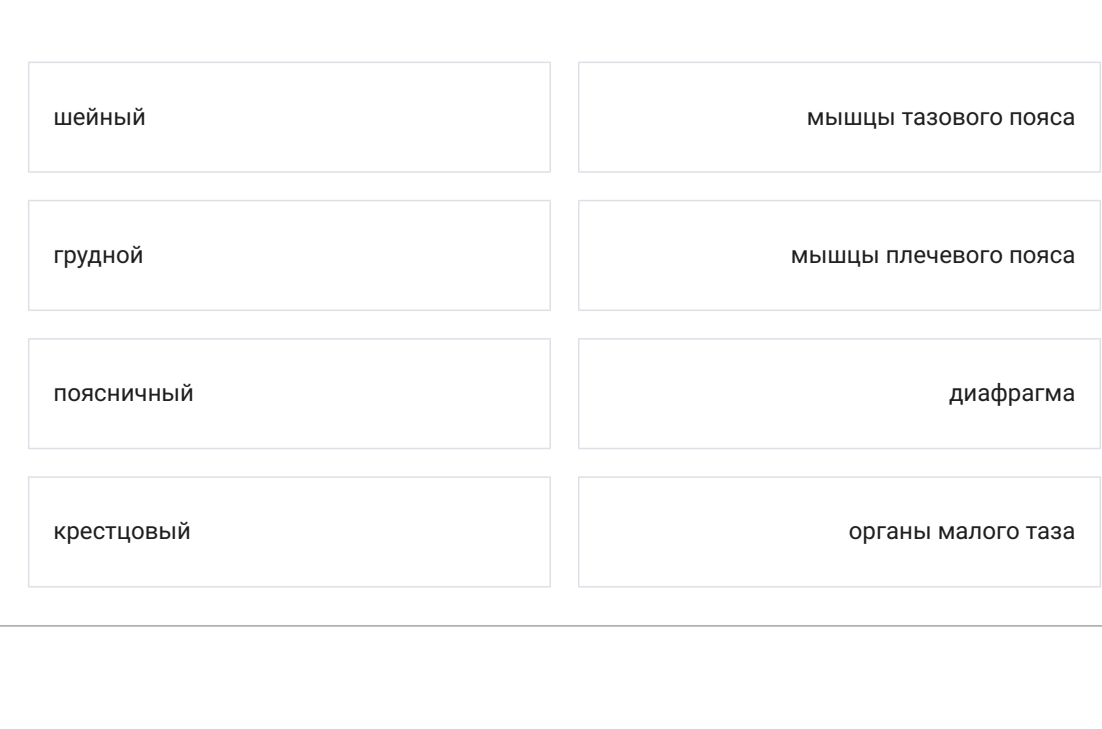 шейный
мышцы тазового пояса
грудной
мышцы плечевого пояса
поясничный
диафрагма
крестцовый
органы малого таза